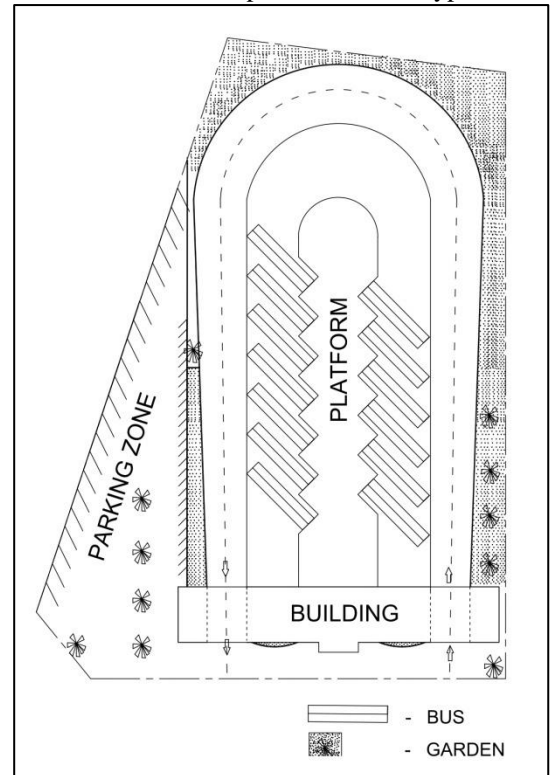 PLATFORM
PARKING ZONE
BUILDING
- BUS
- GARDEN